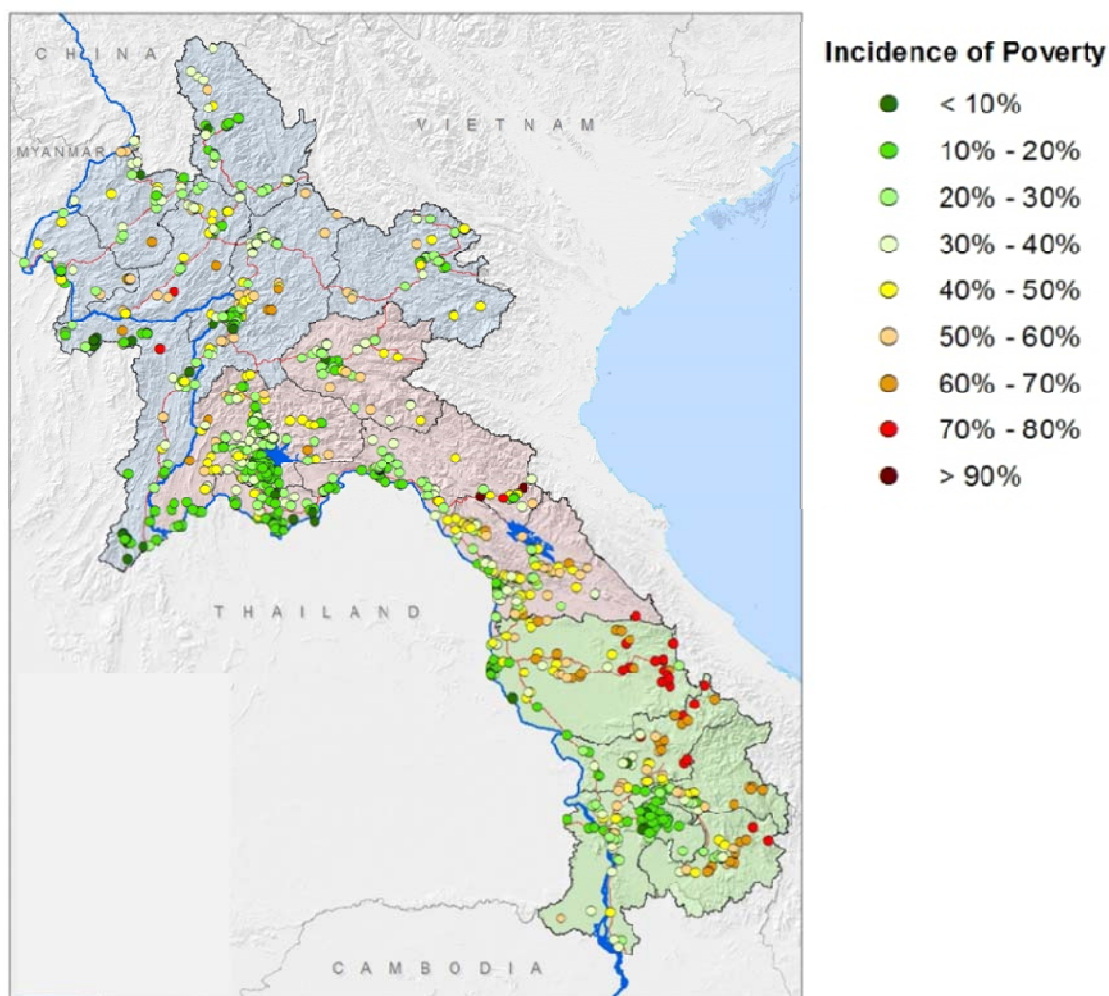 CHINA
VIETNAM
MYANMAR
THAILAND
CAMBODIA
Incidence of Poverty
< 10%
10% - 20%
20% - 30%
30% - 40%
40% - 50%
50% - 60%
60% - 70%
70% - 80%
> 90%